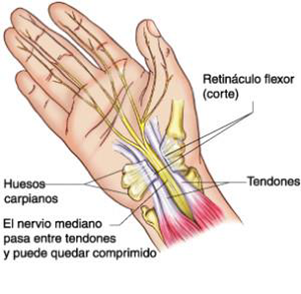 Retináculo flexor
(corte)
Huesos
carpianos
Tendones
El nervio mediano
pasa entre tendones
y puede quedar comprimido